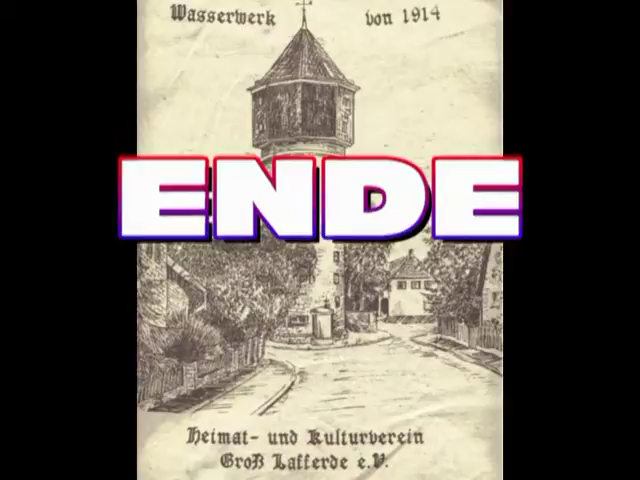 Wasserwerk von 1914
ENDE
Heimat- und Kulturverein
Groß Lafferde e.V.